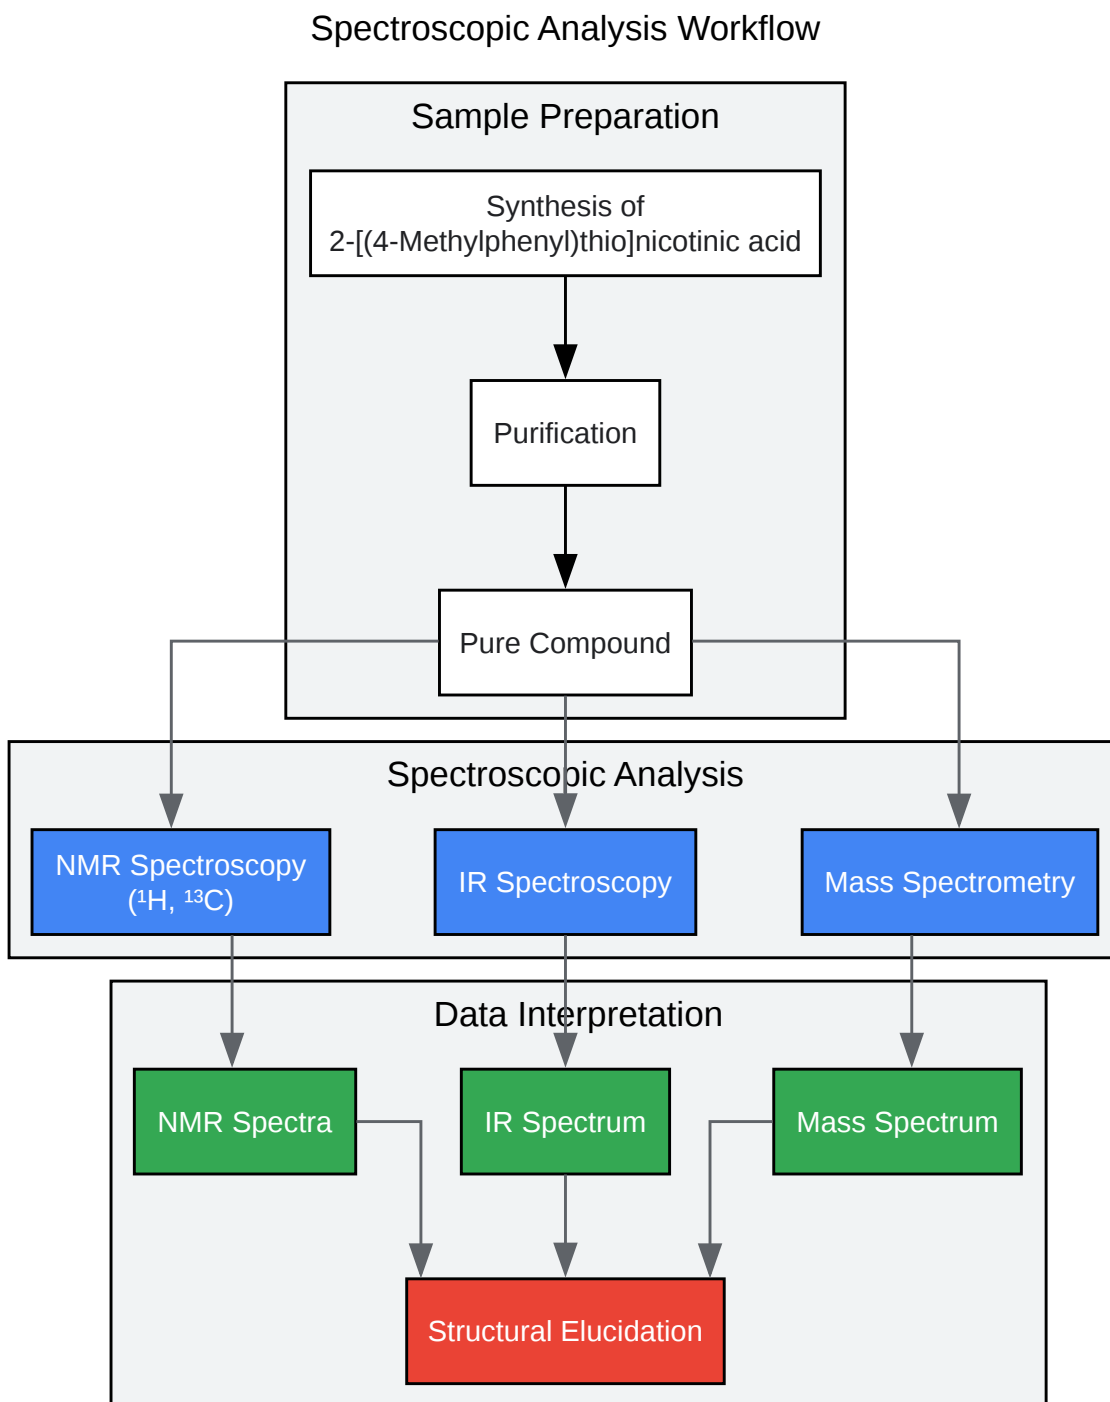 Spectroscopic Analysis Workflow
Sample Preparation
Synthesis of
2-[(4-Methylphenyl)thio]nicotinic acid
Purification
Pure Compound
Spectroscopic Analysis
NMR Spectroscopy
(¹H, ¹³C)
IR Spectroscopy
Mass Spectrometry
Data Interpretation
NMR Spectra
IR Spectrum
Mass Spectrum
Structural Elucidation